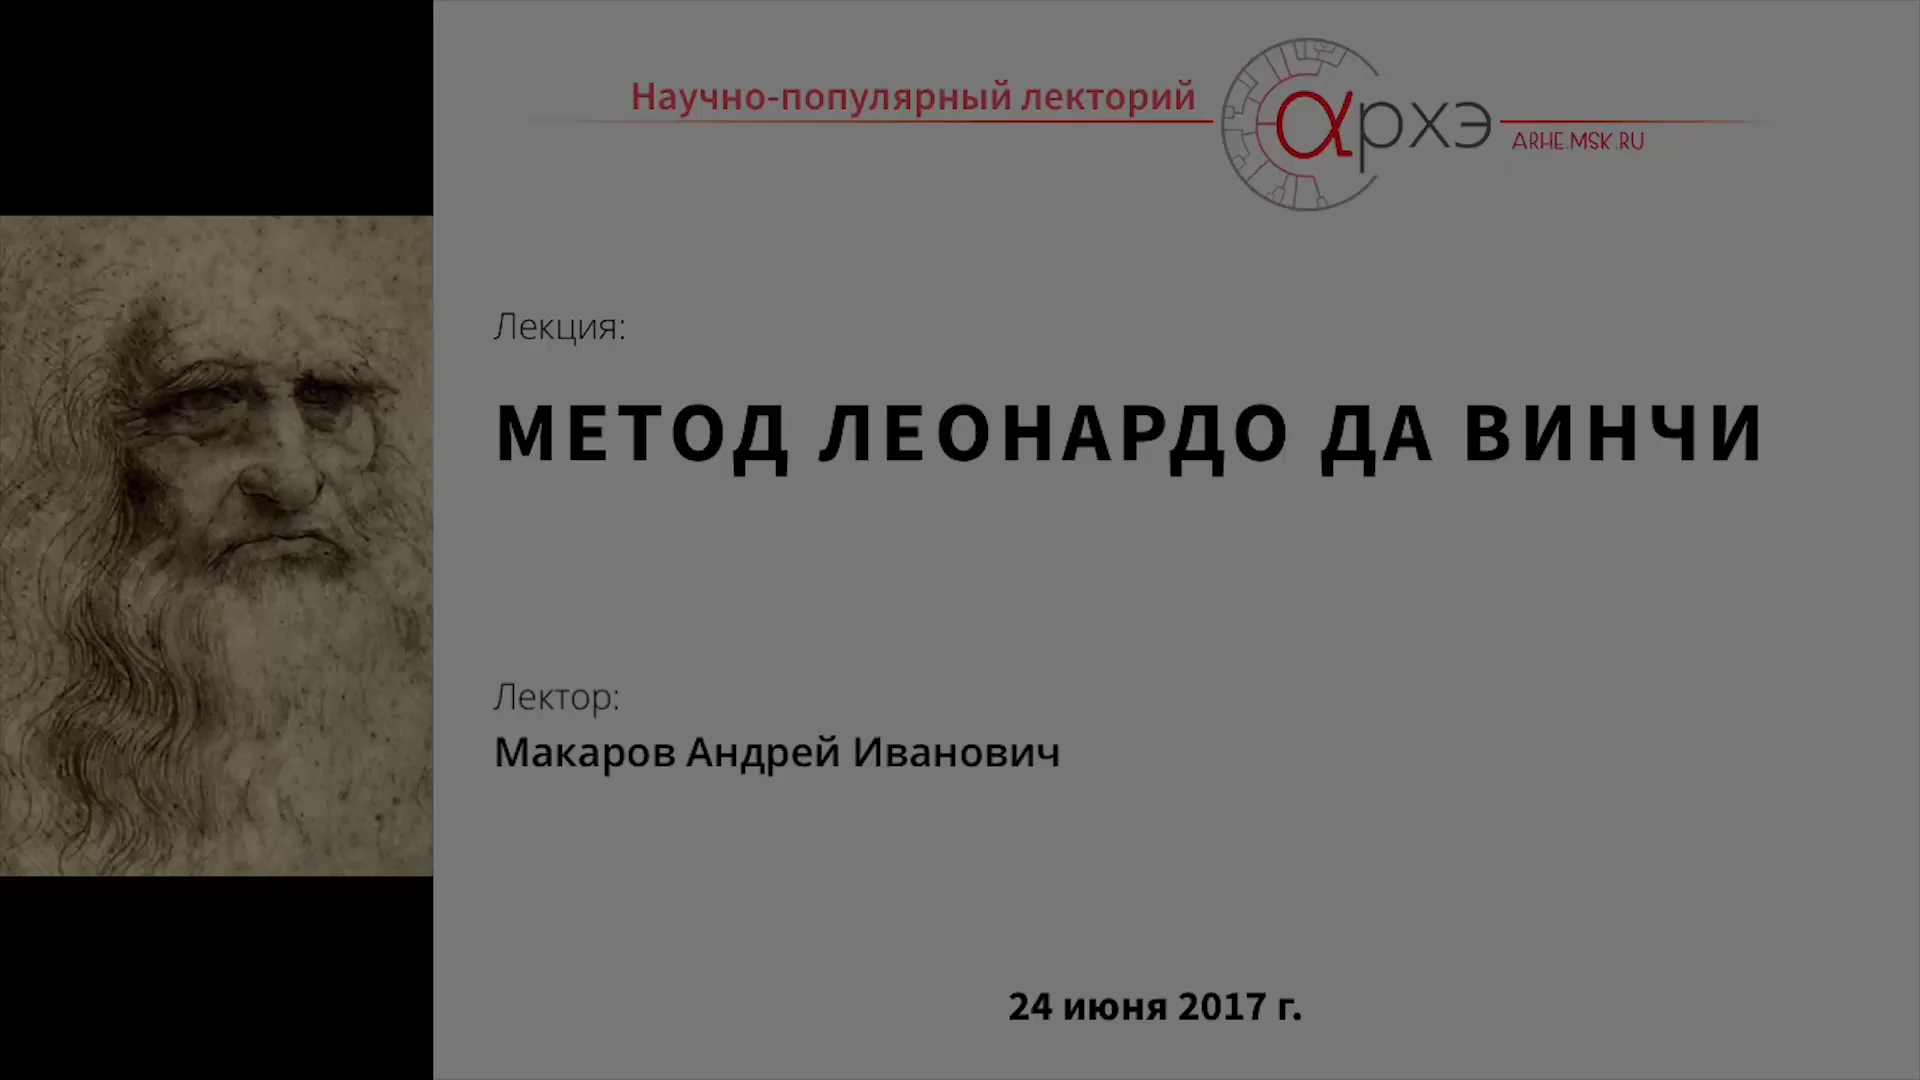 Научно-популярный лекторий
αрхэ
ARHE.MSK.RU
Лекция:
МЕТОД ЛЕОНАРДО ДА ВИНЧИ
Лектор:
Макаров Андрей Иванович
24 июня 2017 г.